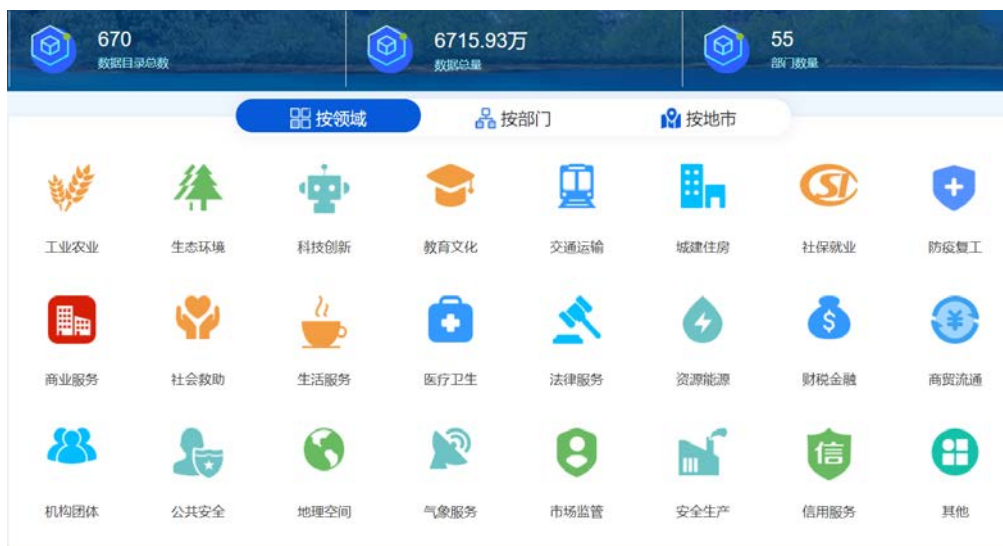 670
数据目录总数
6715.93万
数据总量
55
部门数量
按领域 按部门 按地市
工业农业 生态环境 科技创新 教育文化 交通运输 城建住房 社保就业 防疫复工
商业服务 社会救助 生活服务 医疗卫生 法律服务 资源能源 财税金融 商贸流通
信
机构团体 公共安全 地理空间 气象服务 市场监管 安全生产 信用服务 其他